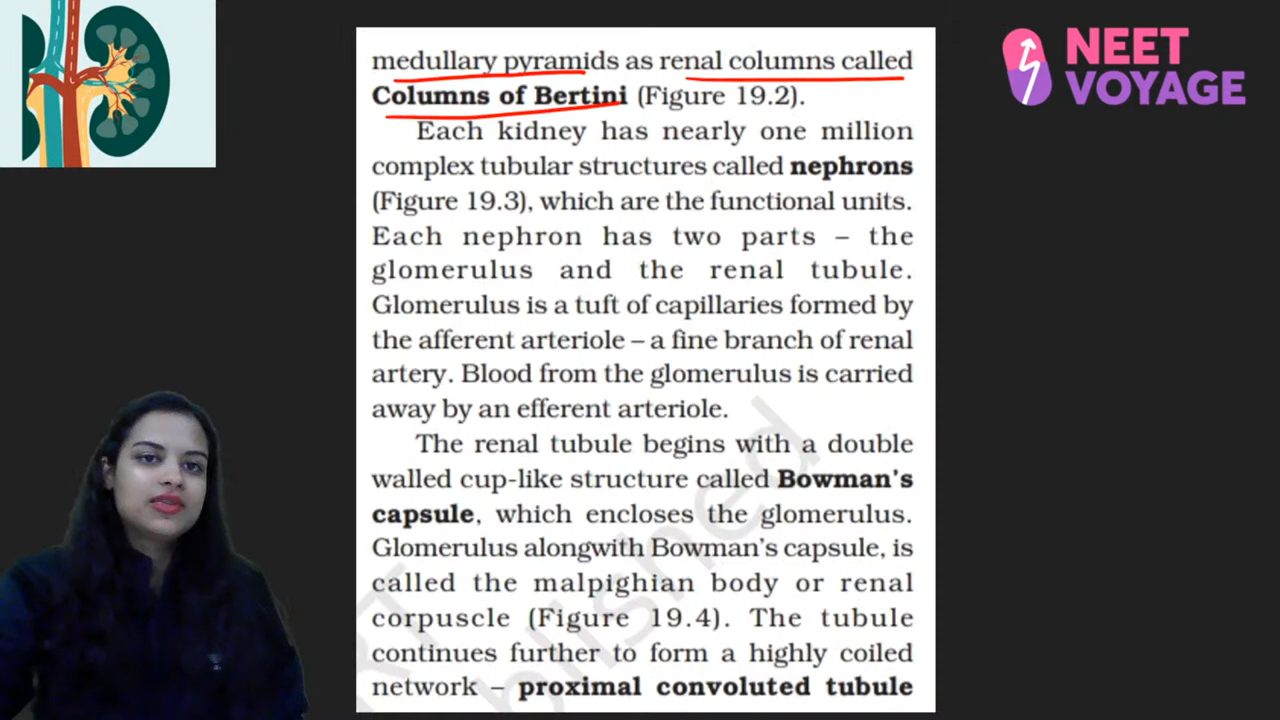 medullary pyramids as renal columns called
Columns of Bertini (Figure 19.2).
Each kidney has nearly one million
complex tubular structures called nephrons
(Figure 19.3), which are the functional units.
Each nephron has two parts – the
glomerulus and the renal tubule.
Glomerulus is a tuft of capillaries formed by
the afferent arteriole – a fine branch of renal
artery. Blood from the glomerulus is carried
away by an efferent arteriole.
The renal tubule begins with a double
walled cup-like structure called Bowman's
capsule, which encloses the glomerulus.
Glomerulus alongwith Bowman's capsule, is
called the malpighian body or renal
corpuscle (Figure 19.4). The tubule
continues further to form a highly coiled
network – proximal convoluted tubule
NEET
VOYAGE